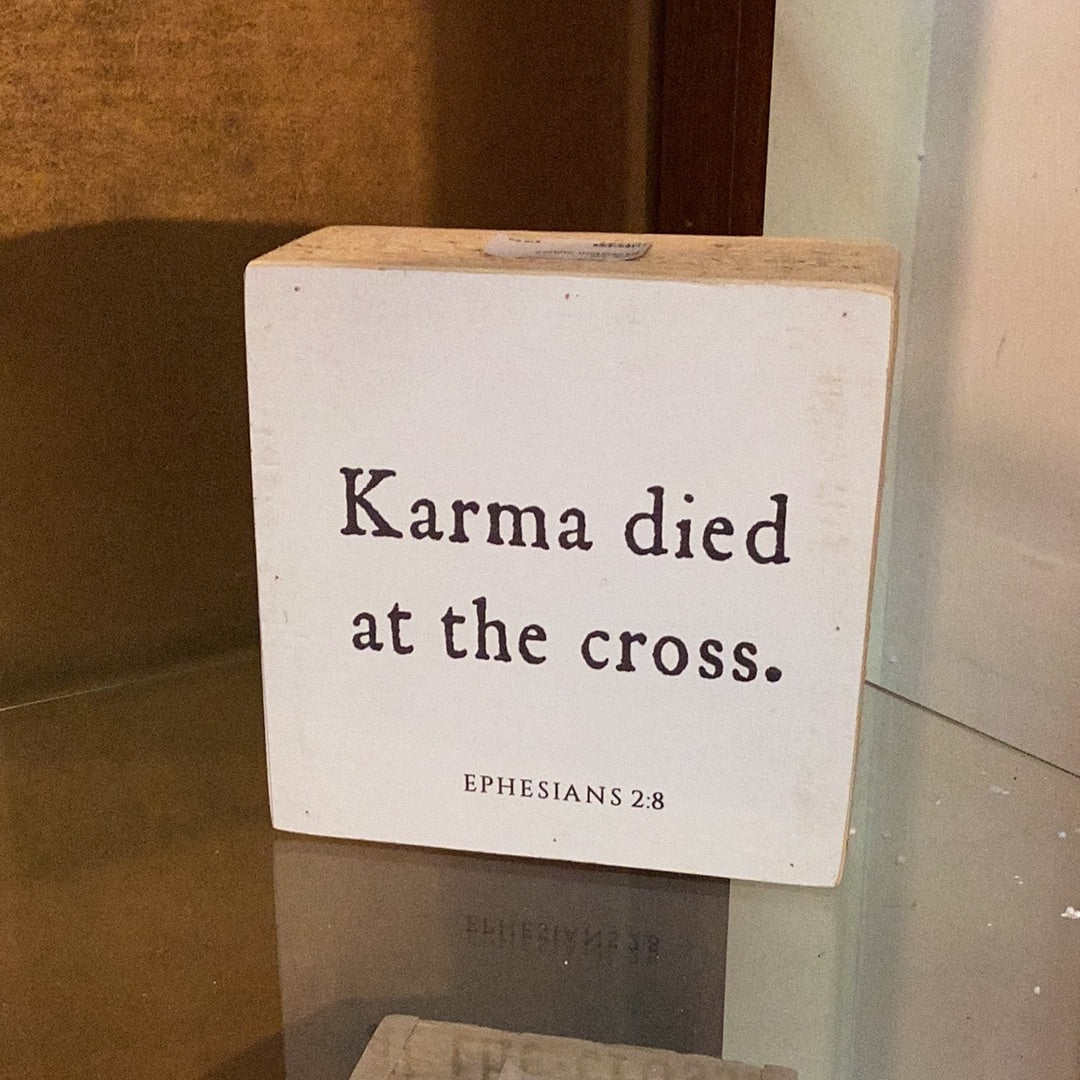 Karma died
at the cross.
EPHESIANS 2:8